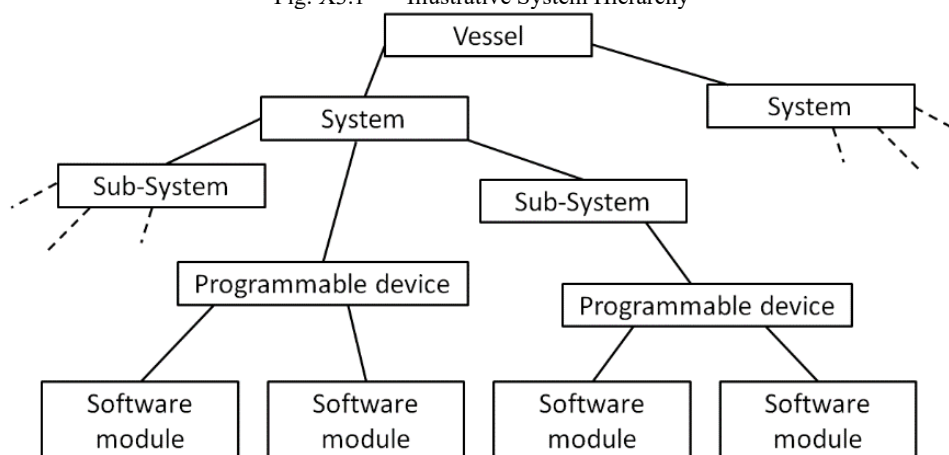 Fig. X3.1 Illustrative System Hierarchy
Vessel
System
System
Sub-System
Sub-System
Programmable device
Programmable device
Software
module
Software
module
Software
module
Software
module